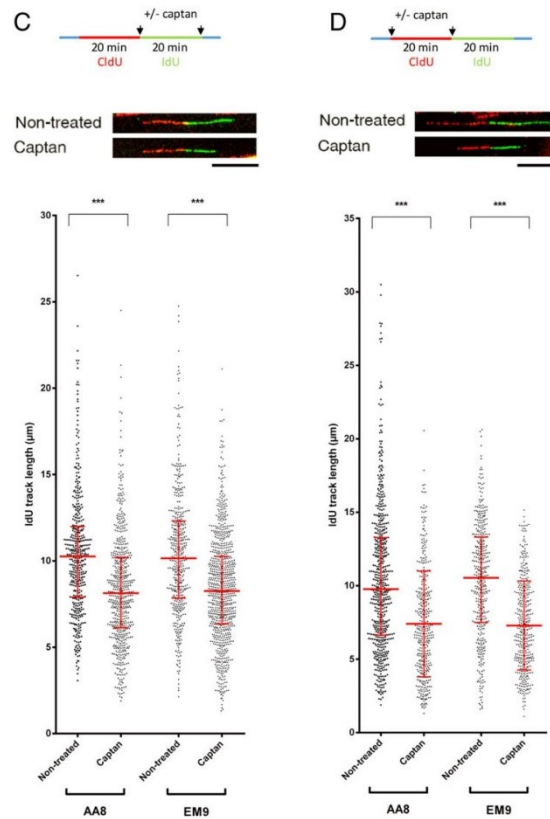 C
+/- captan
20 min
20 min
CldU
IdU
Non-treated
Captan
***
***
30
25
20
15
10
5
0
IdU track length (µm)
Non-treated
Captan
Non-treated
Captan
AA8
EM9
D
+/- captan
20 min
20 min
CldU
IdU
Non-treated
Captan
***
***
35
30
25
20
15
10
5
0
IdU track length (µm)
Non-treated
Captan
Non-treated
Captan
AA8
EM9